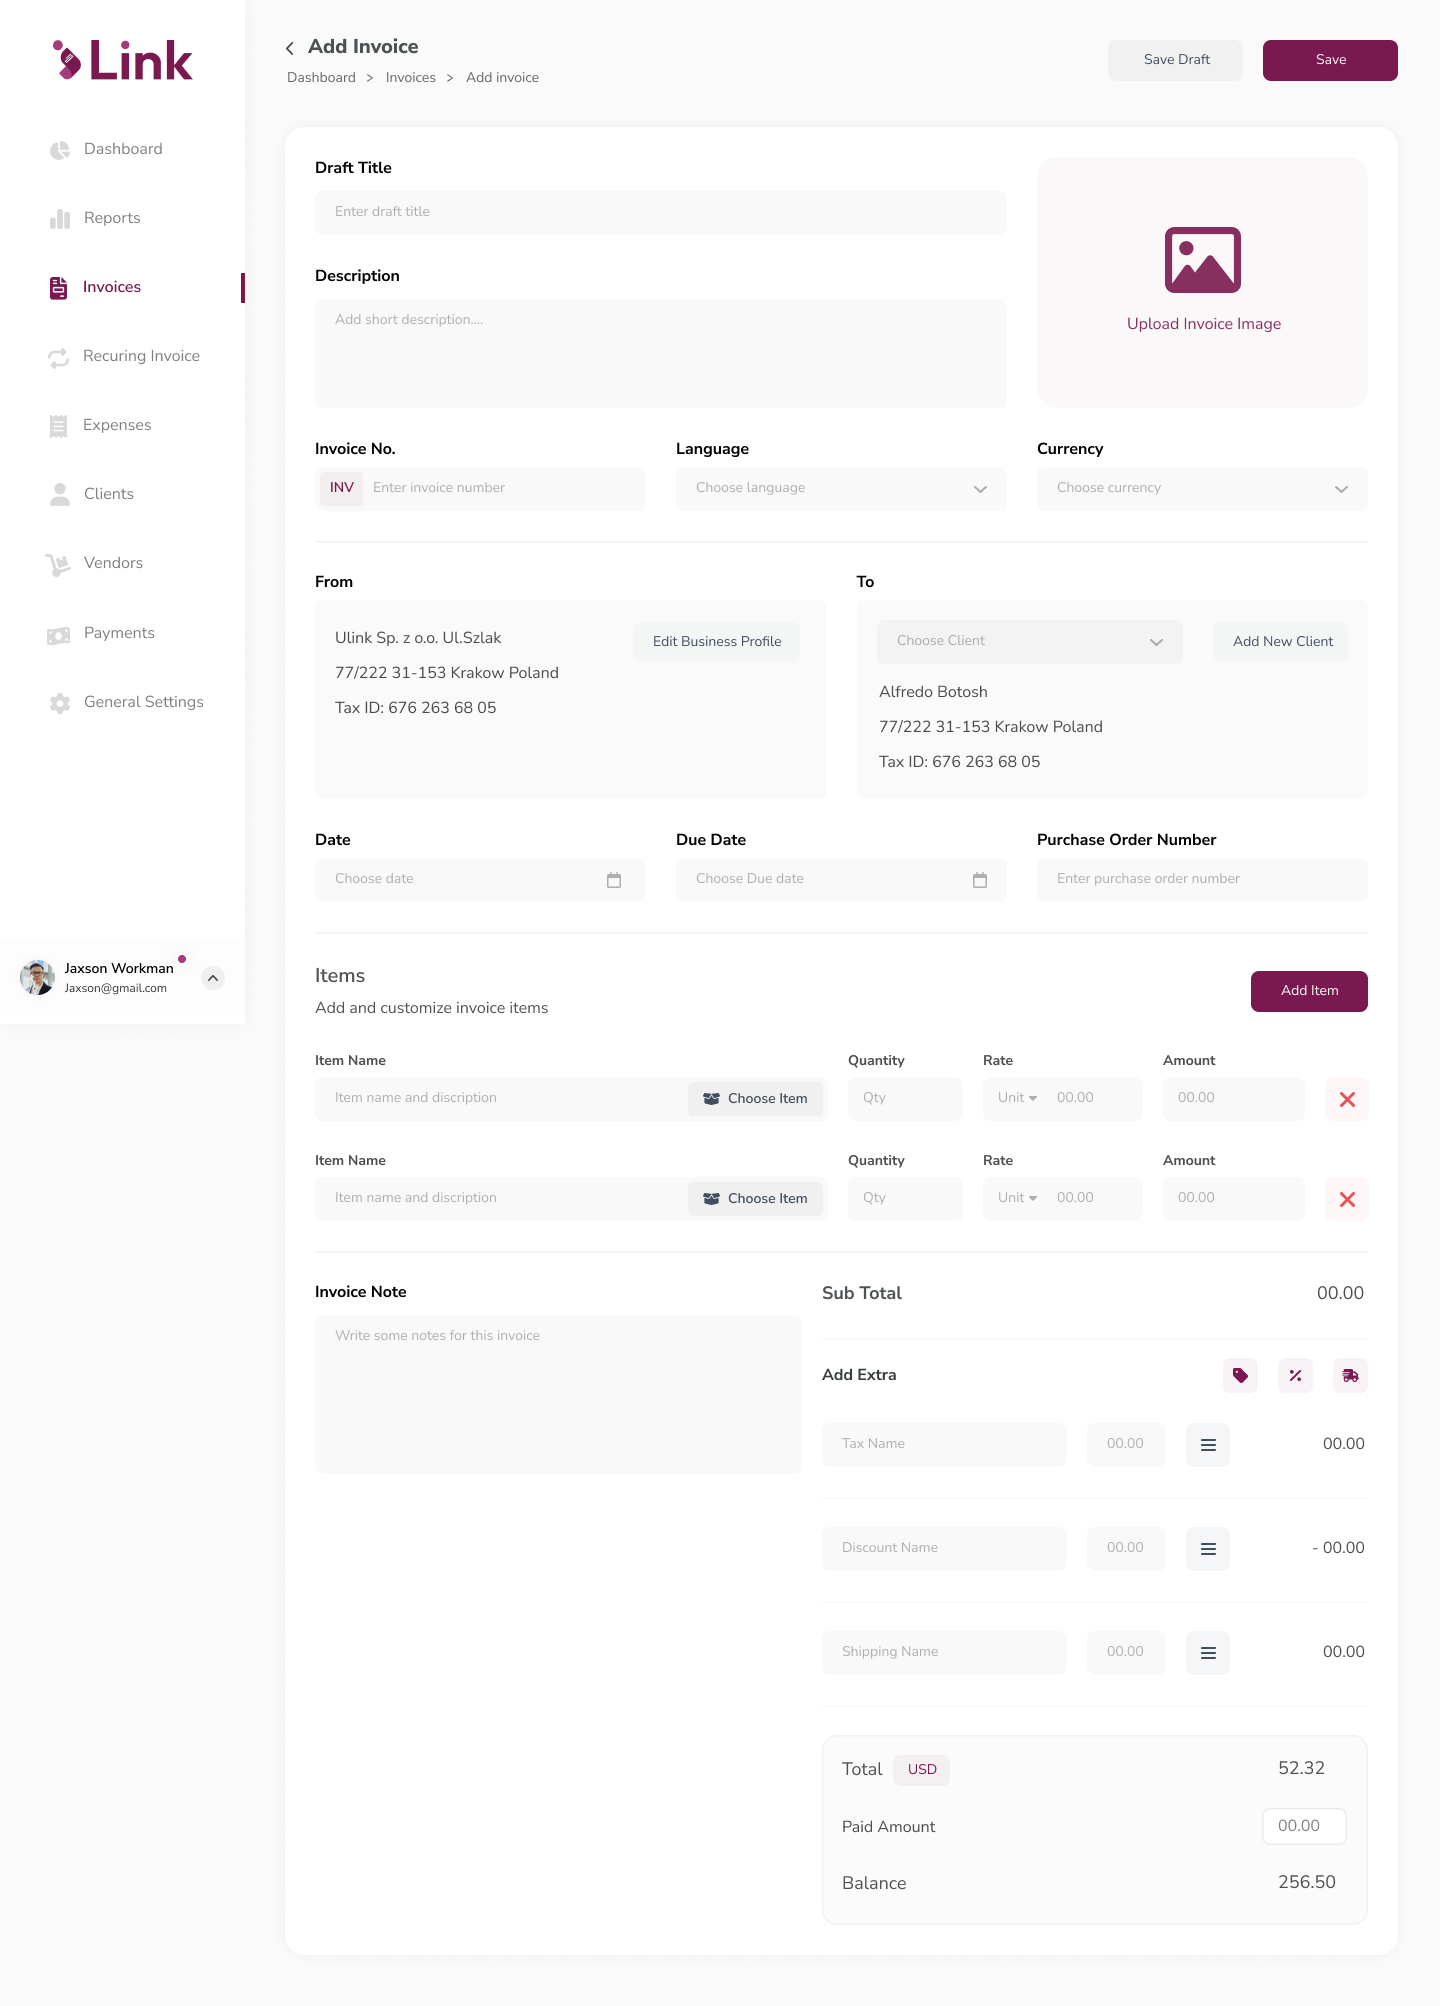 Link
Dashboard
Reports
Invoices
Recuring Invoice
Expenses
Clients
Vendors
Payments
General Settings
Jaxson Workman
Jaxson@gmail.com
Add Invoice
Dashboard > Invoices > Add invoice
Save Draft
Save
Draft Title
Enter draft title
Description
Add short description....
Upload Invoice Image
Invoice No.
INV Enter invoice number
Language
Choose language
Currency
Choose currency
From
Ulink Sp. z o.o. Ul.Szlak
77/222 31-153 Krakow Poland
Tax ID: 676 263 68 05
Edit Business Profile
To
Choose Client
Add New Client
Alfredo Botosh
77/222 31-153 Krakow Poland
Tax ID: 676 263 68 05
Date
Choose date
Due Date
Choose Due date
Purchase Order Number
Enter purchase order number
Items
Add and customize invoice items
Add Item
Item Name Quantity Rate Amount
Item name and discription Choose Item Qty Unit 00.00 00.00
Item Name Quantity Rate Amount
Item name and discription Choose Item Qty Unit 00.00 00.00
Invoice Note
Write some notes for this invoice
Sub Total 00.00
Add Extra
Tax Name 00.00 00.00
Discount Name 00.00 - 00.00
Shipping Name 00.00 00.00
Total USD 52.32
Paid Amount 00.00
Balance 256.50